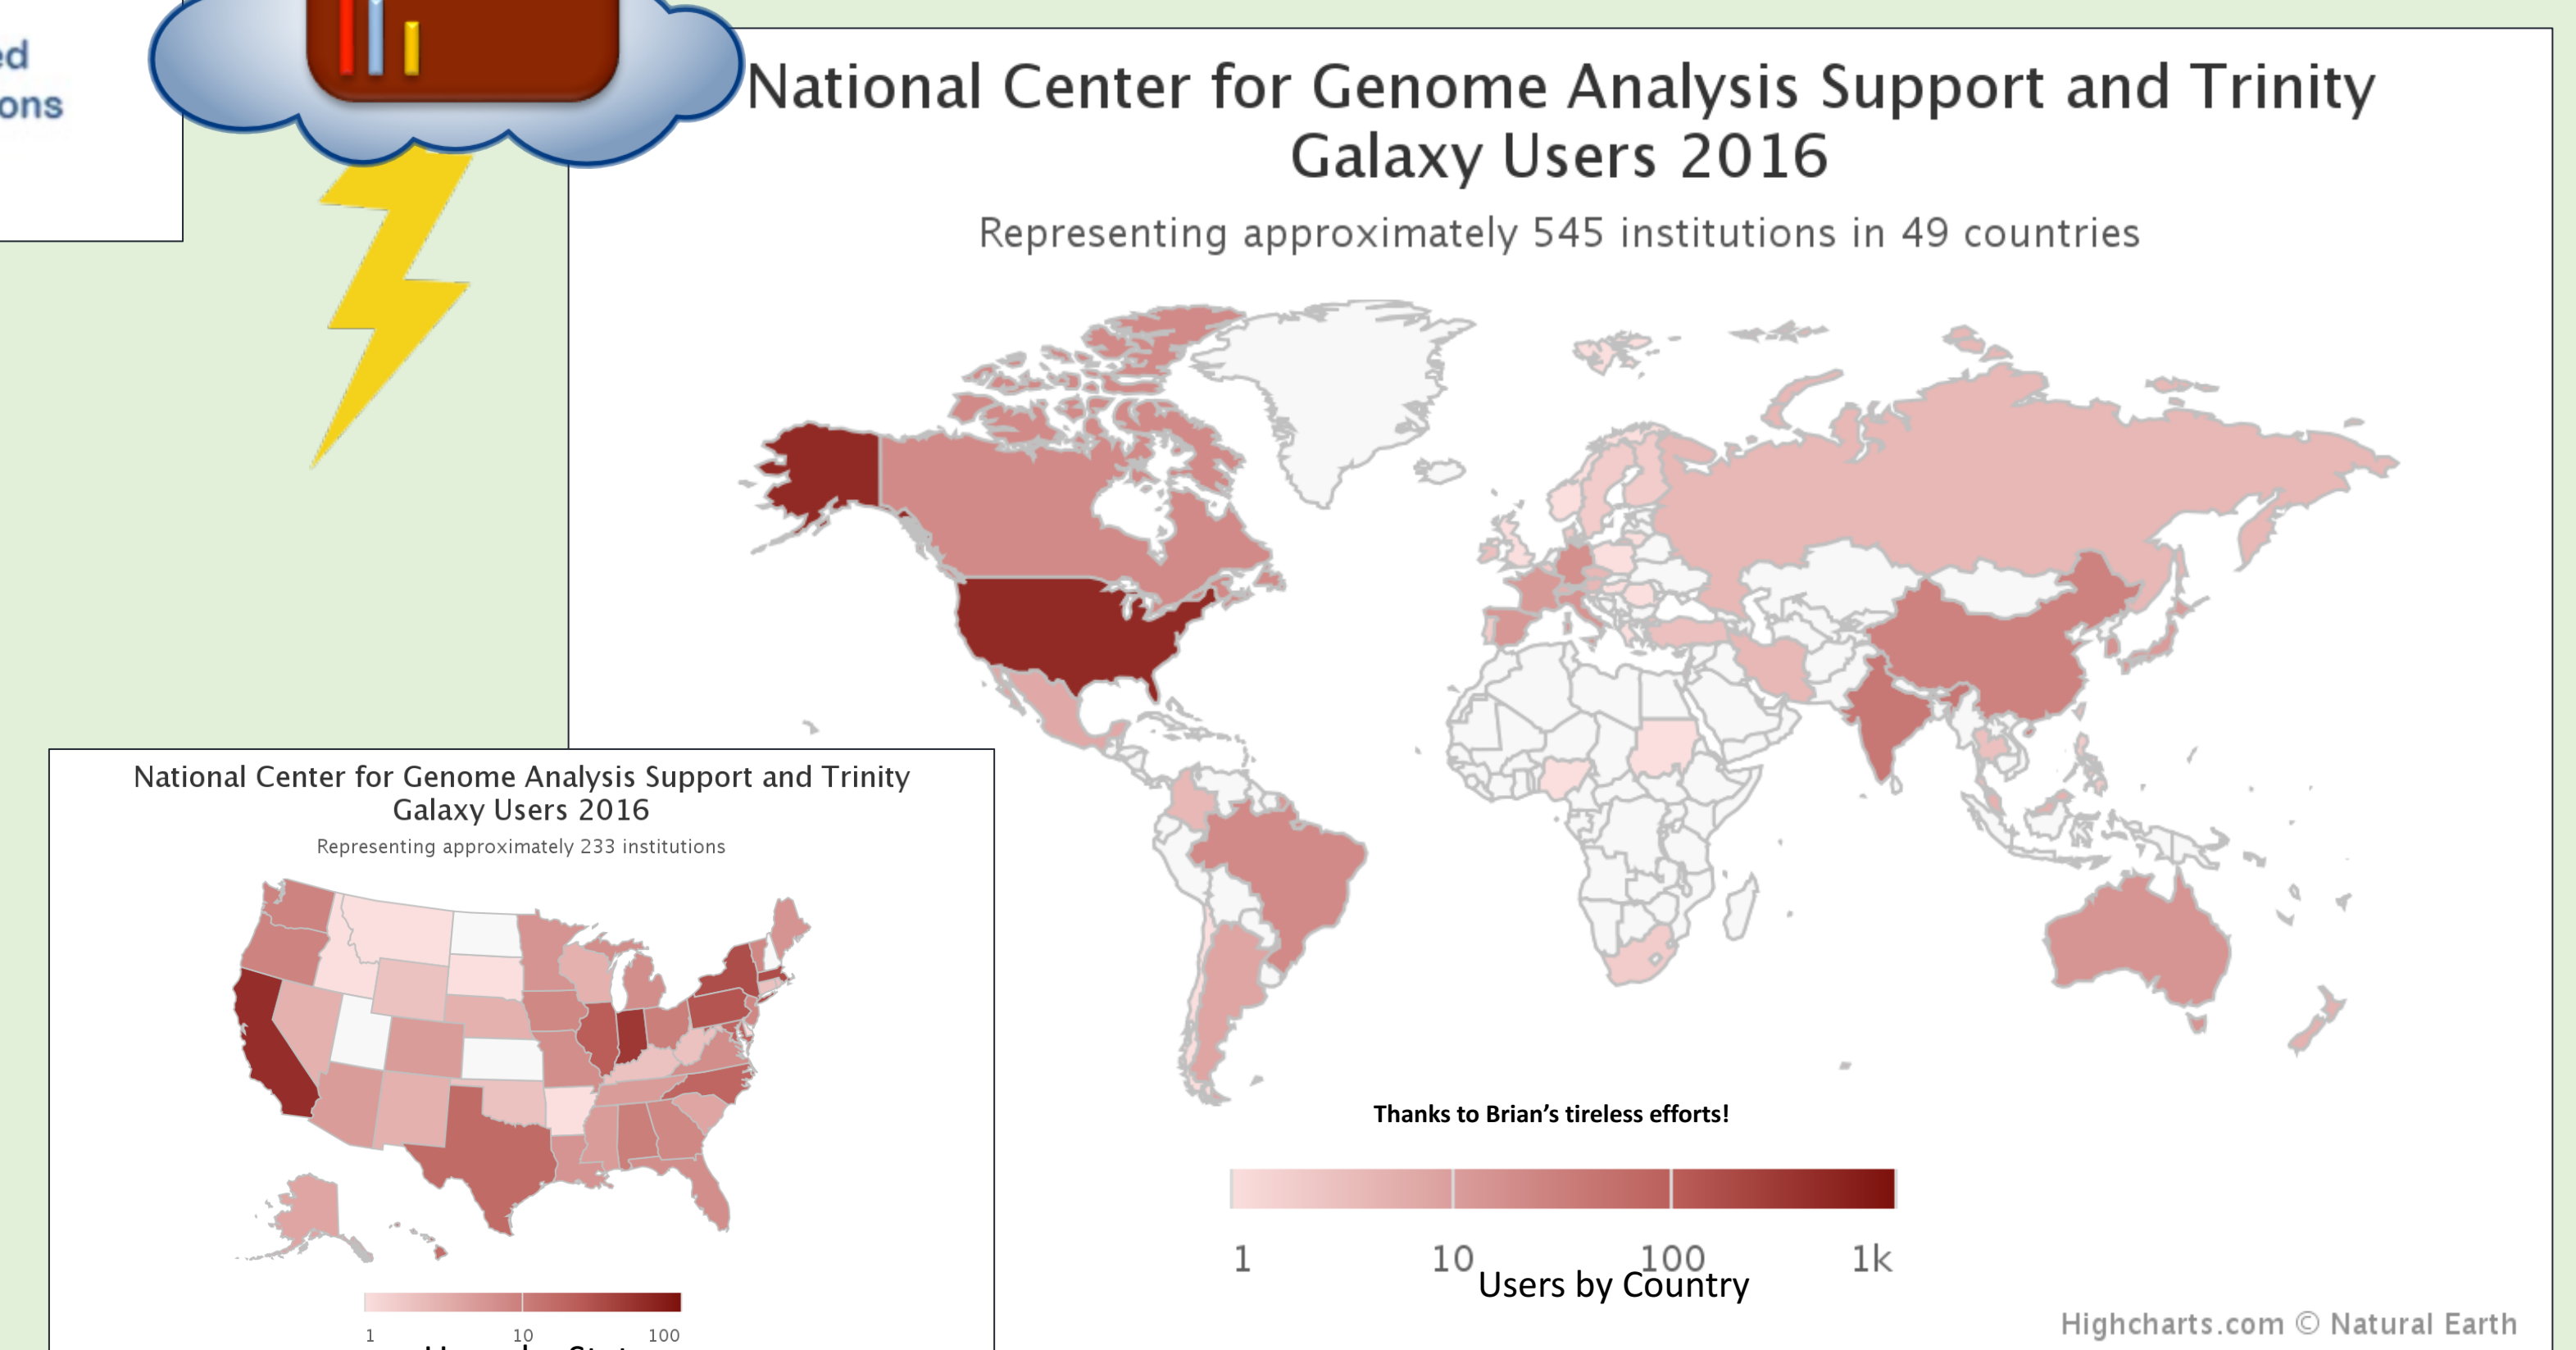 National Center for Genome Analysis Support and Trinity
Galaxy Users 2016
Representing approximately 545 institutions in 49 countries
Thanks to Brian’s tireless efforts!
1 10 100 1k
Users by Country
Highcharts.com © Natural Earth
National Center for Genome Analysis Support and Trinity
Galaxy Users 2016
Representing approximately 233 institutions
1 10 100